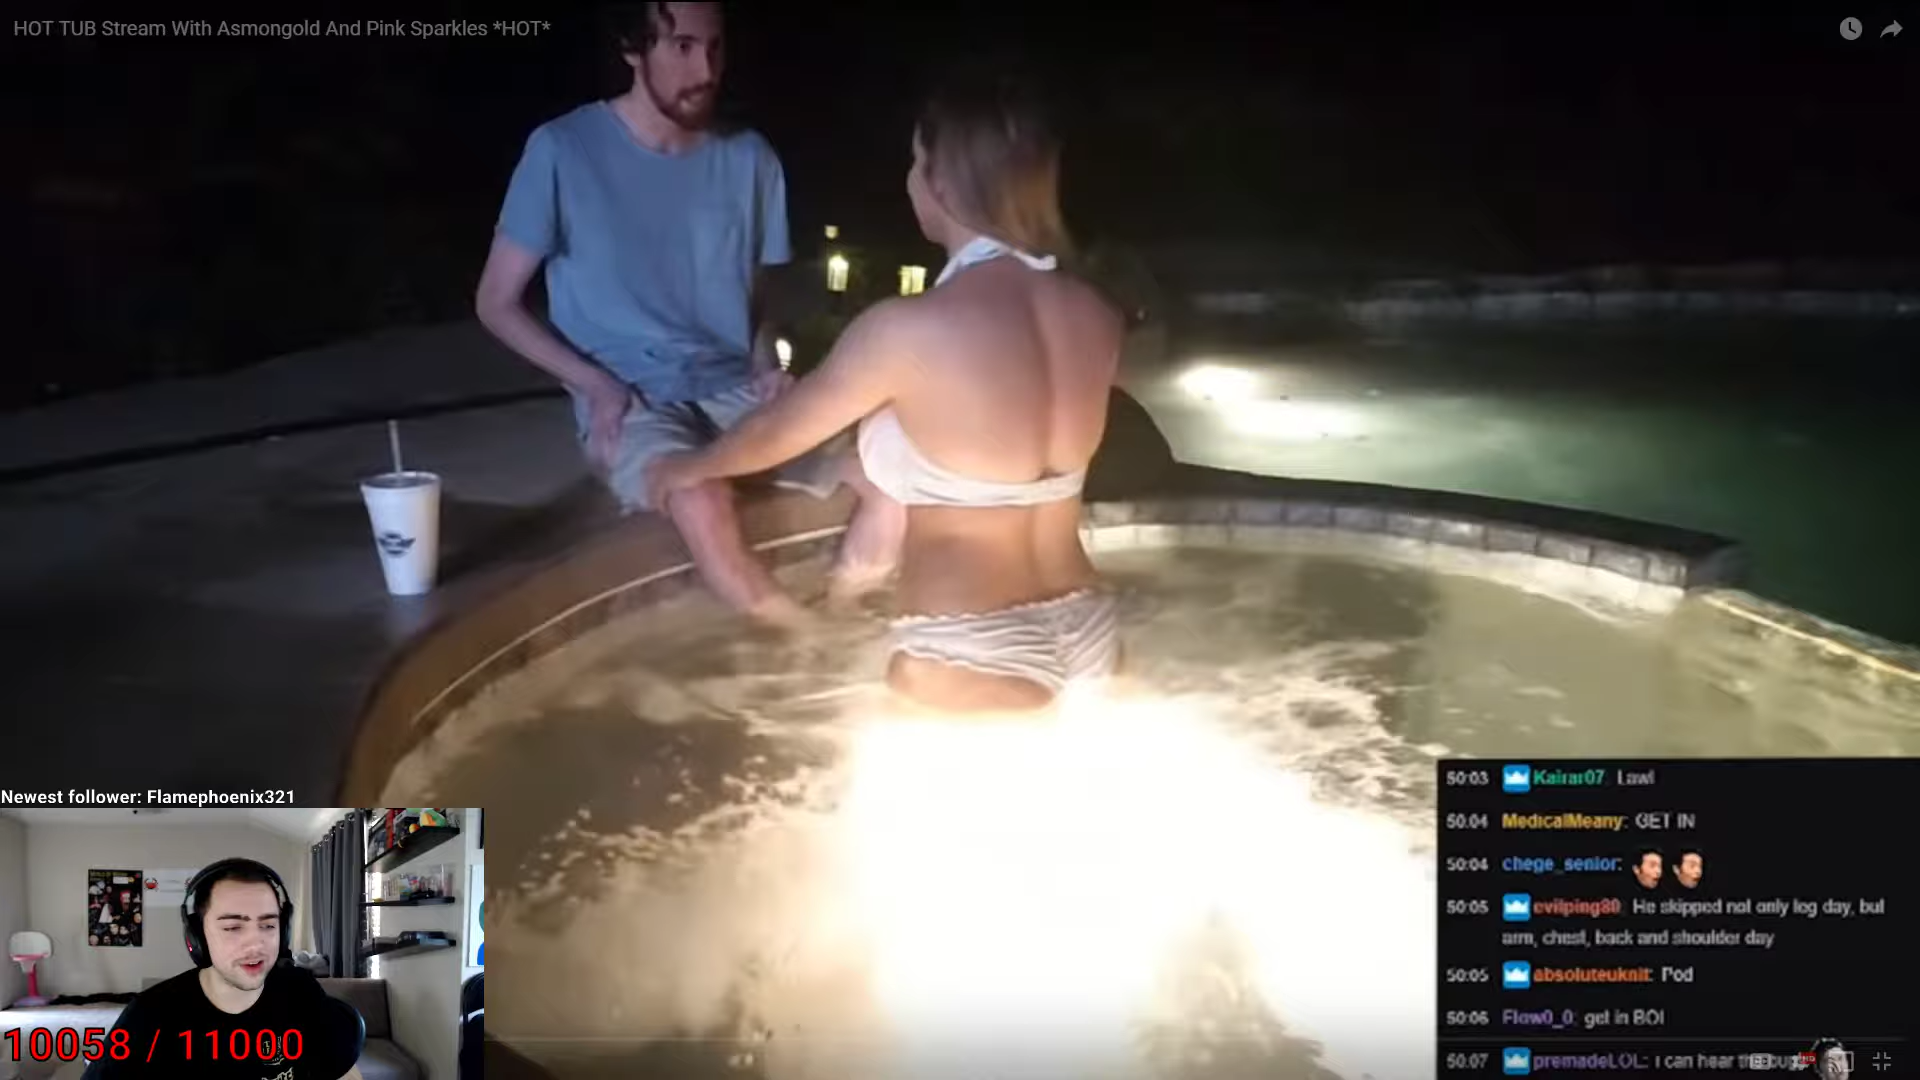 HOT TUB Stream With Asmongold And Pink Sparkles *HOT*
Newest follower: Flamephoenix321
10058 / 11000
50:03 Kairar07: Lawl
50:04 MedicalMeany: GET IN
50:04 chege_senior:
50:05 evilping80: He skipped not only leg day, but
arm, chest, back and shoulder day
50:05 absoluteuknit: Pod
50:06 Flow0_0: get in BOI
50:07 premadeLOL: i can hear the